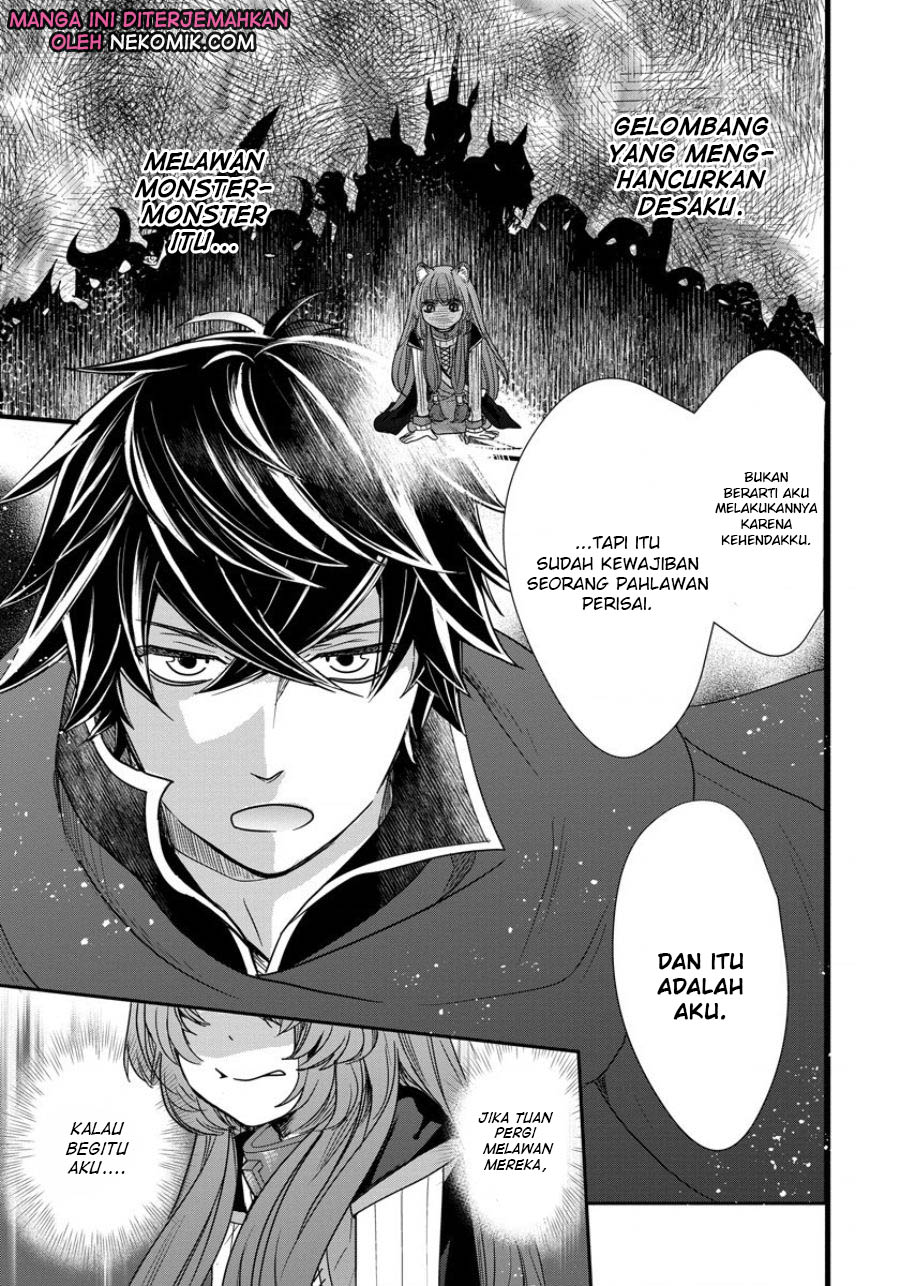 MANGA INI DITERJEMAHKAN
OLEH NEKOMIK.COM
GELOMBANG
YANG MENG-
HANCURKAN
DESAKU.
MELAWAN
MONSTER-
MONSTER
ITU...
BUKAN
BERARTI AKU
MELAKUKANNYA
KARENA
KEHENDAKKU.
...TAPI ITU
SUDAH KEWAJIBAN
SEORANG PAHLAWAN
PERISAI.
DAN ITU
ADALAH
AKU.
JIKA TUAN
PERGI
MELAWAN
MEREKA,
KALAU
BEGITU
AKU....